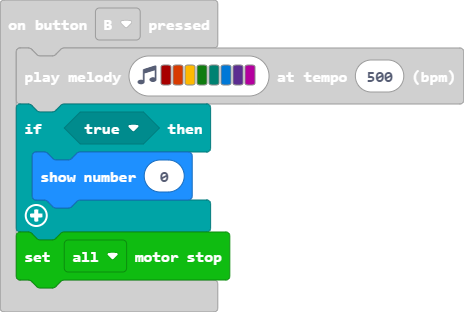 on button B pressed
play melody at tempo 500 (bpm)
if true then
show number 0
set all motor stop